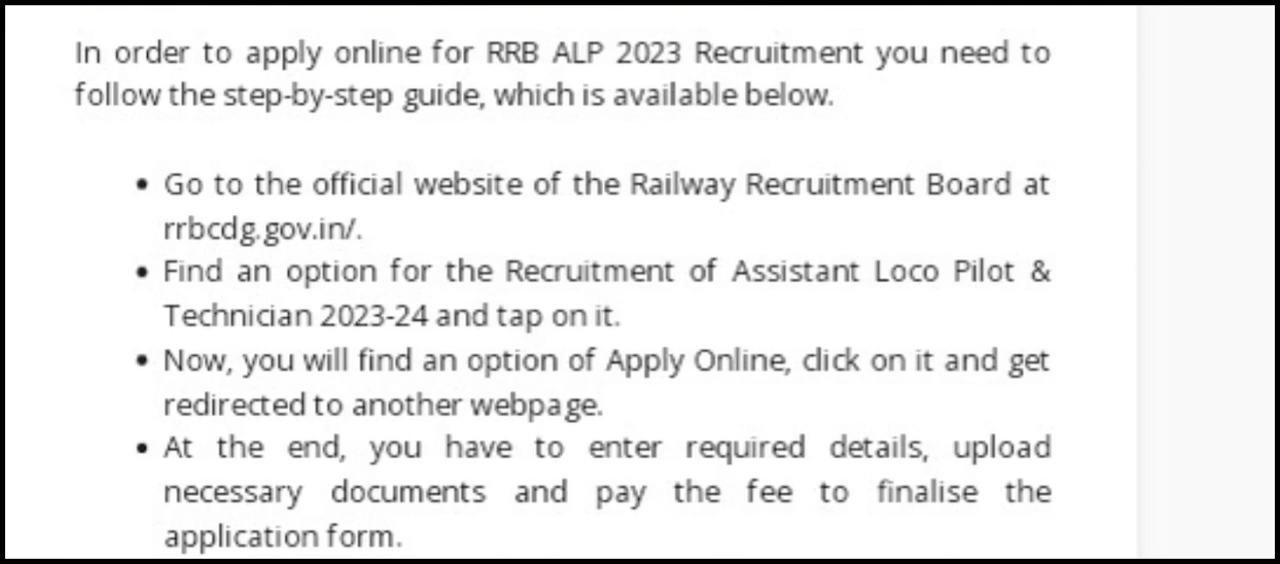 In order to apply online for RRB ALP 2023 Recruitment you need to
follow the step-by-step guide, which is available below.
• Go to the official website of the Railway Recruitment Board at
rrbcdg.gov.in/.
• Find an option for the Recruitment of Assistant Loco Pilot &
Technician 2023-24 and tap on it.
• Now, you will find an option of Apply Online, click on it and get
redirected to another webpage.
• At the end, you have to enter required details, upload
necessary documents and pay the fee to finalise the
application form.